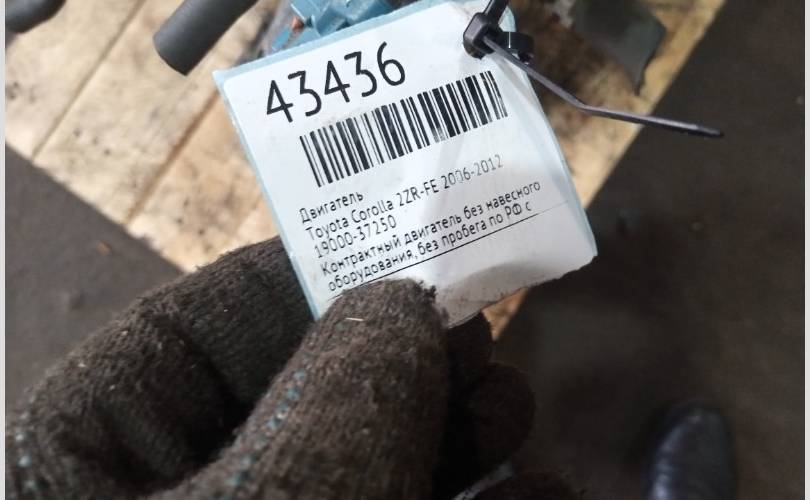 43436
Двигатель
Toyota Corolla 2ZR-FE 2006-2012
19000-37250
Контрактный двигатель без навесного
оборудования, без пробега по РФ с